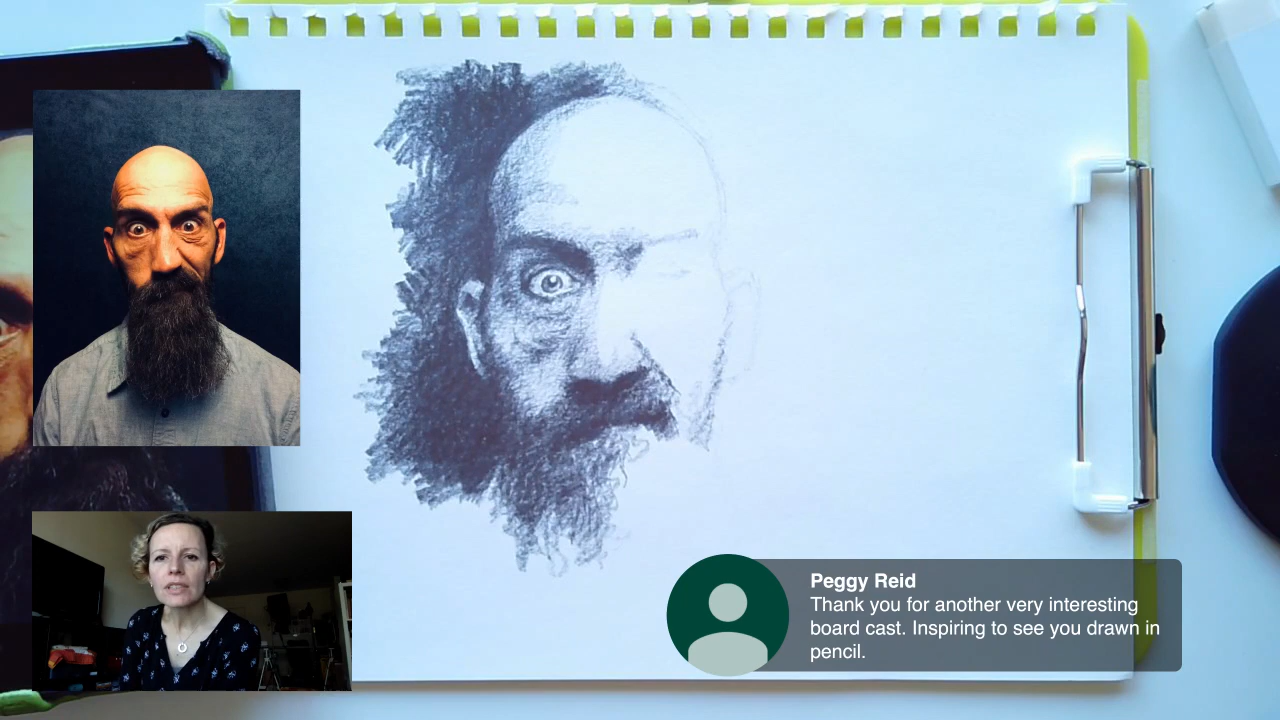 Peggy Reid
Thank you for another very interesting
board cast. Inspiring to see you drawn in
pencil.